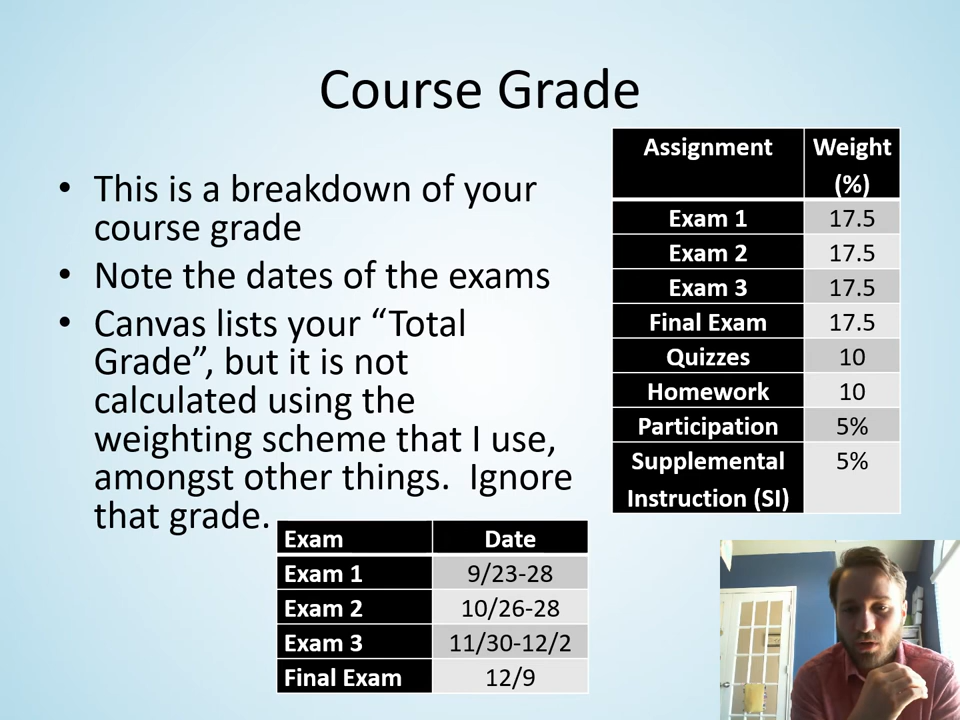 Course Grade
• This is a breakdown of your
course grade
• Note the dates of the exams
• Canvas lists your “Total
Grade”, but it is not
calculated using the
weighting scheme that I use,
amongst other things.  Ignore
that grade.
Assignment Weight
(%)
Exam 1 17.5
Exam 2 17.5
Exam 3 17.5
Final Exam 17.5
Quizzes 10
Homework 10
Participation 5%
Supplemental 5%
Instruction (SI)
Exam Date
Exam 1 9/23-28
Exam 2 10/26-28
Exam 3 11/30-12/2
Final Exam 12/9